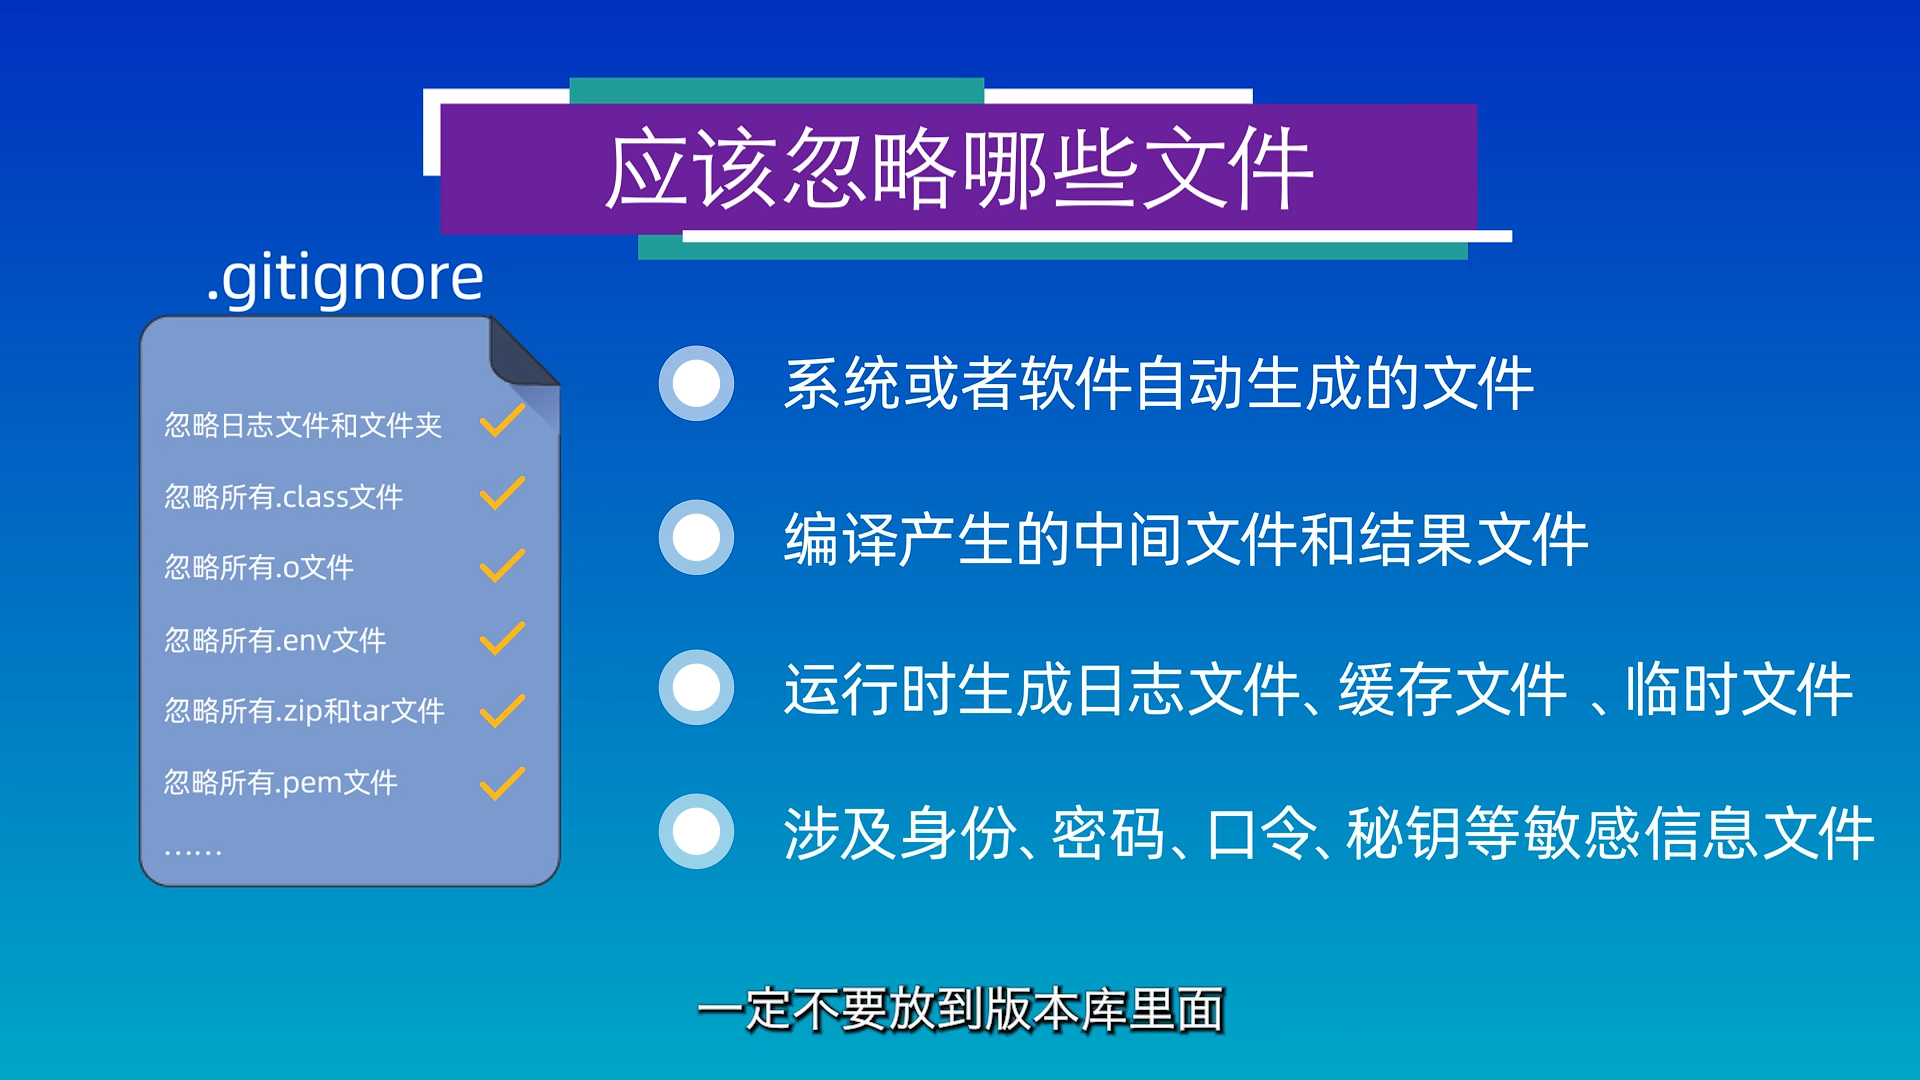 应该忽略哪些文件
.gitignore
忽略日志文件和文件夹
忽略所有.class文件
忽略所有.o文件
忽略所有.env文件
忽略所有.zip和tar文件
忽略所有.pem文件
……
系统或者软件自动生成的文件
编译产生的中间文件和结果文件
运行时生成日志文件、缓存文件 、临时文件
涉及身份、密码、口令、秘钥等敏感信息文件
一定不要放到版本库里面